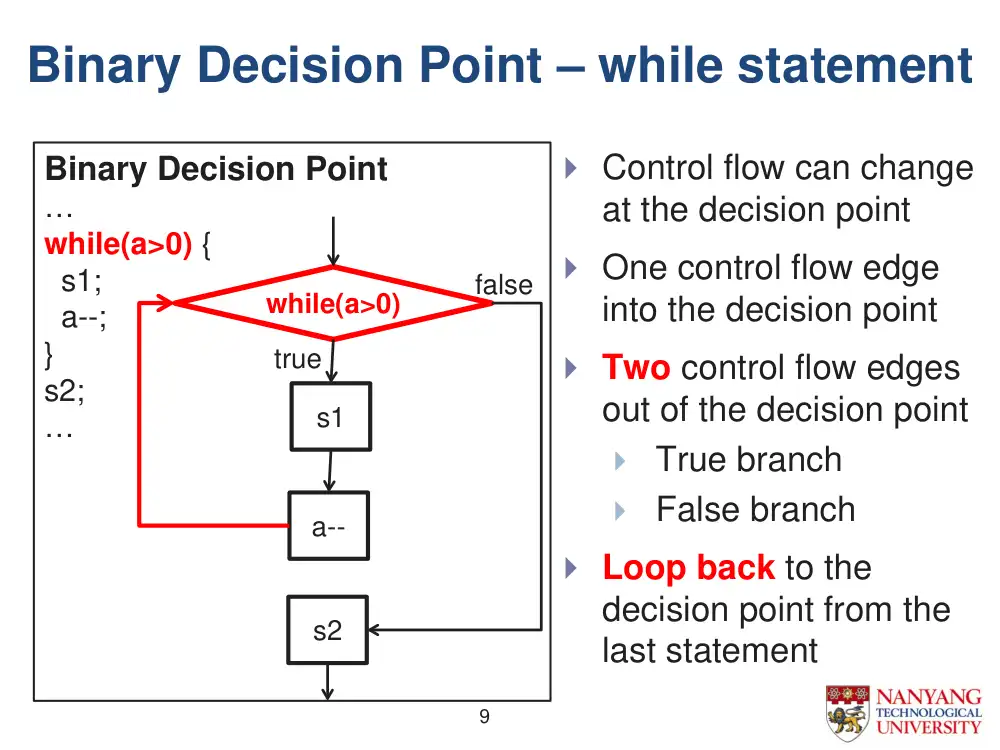 Binary Decision Point – while statement
Binary Decision Point
…
while(a>0) {
s1;
a--;
}
s2;
…
while(a>0)
false
true
s1
a--
s2
Control flow can change
at the decision point
One control flow edge
into the decision point
Two control flow edges
out of the decision point
True branch
False branch
Loop back to the
decision point from the
last statement
9
NANYANG
TECHNOLOGICAL
UNIVERSITY